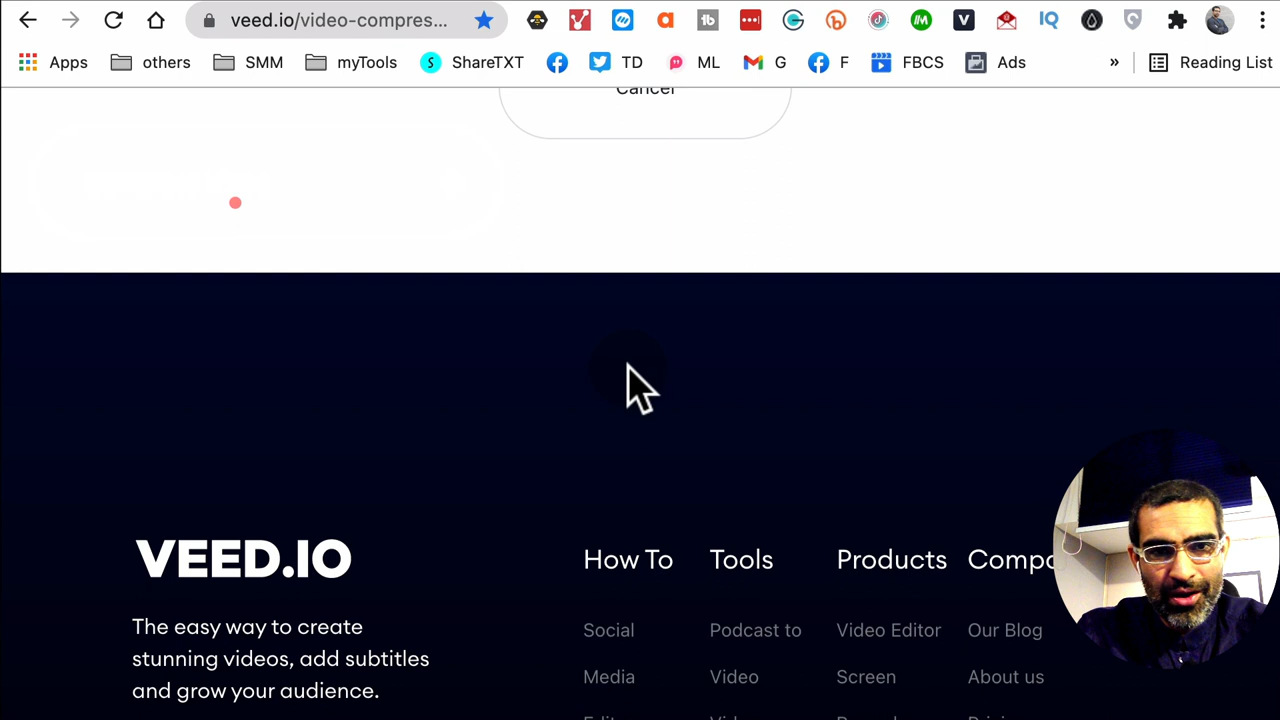 veed.io/video-compres...
Apps others SMM myTools ShareTXT TD ML G F FBCS Ads » Reading List
Cancel
VEED.IO
The easy way to create
stunning videos, add subtitles
and grow your audience.
How To Tools Products Compa
Social Podcast to Video Editor Our Blog
Media Video Screen About us